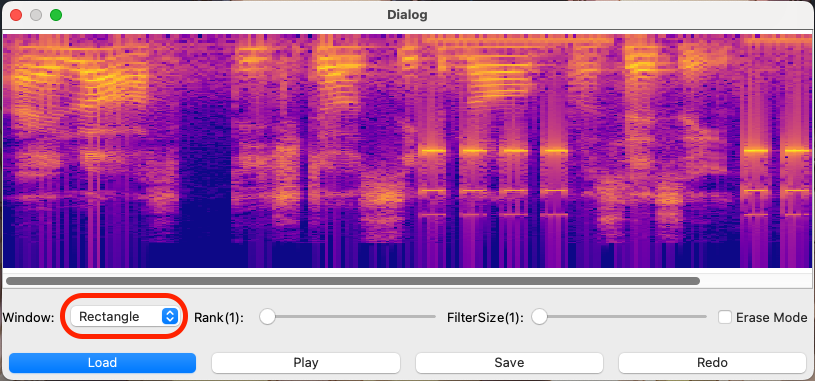 Dialog
Window: Rectangle Rank(1): FilterSize(1): Erase Mode
Load Play Save Redo